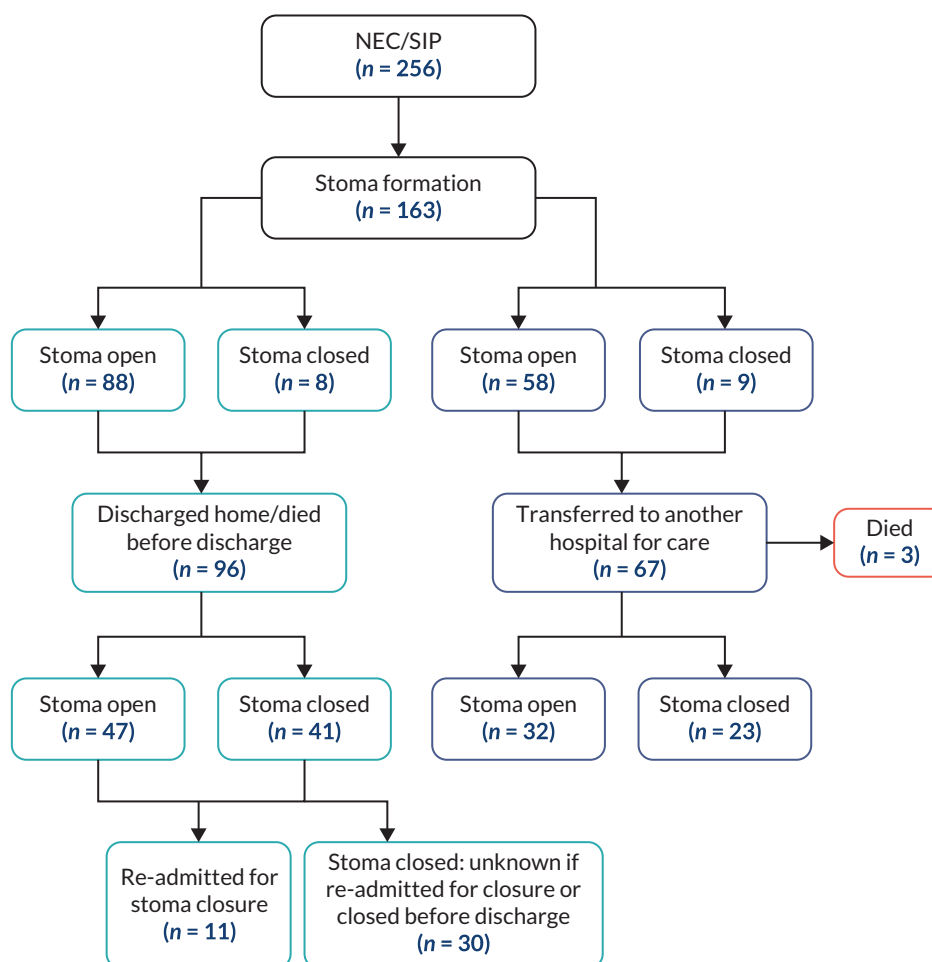 NEC/SIP
(n = 256)
Stoma formation
(n = 163)
Stoma open
(n = 88)
Stoma closed
(n = 8)
Stoma open
(n = 58)
Stoma closed
(n = 9)
Discharged home/died
before discharge
(n = 96)
Transferred to another
hospital for care
(n = 67)
Died
(n = 3)
Stoma open
(n = 47)
Stoma closed
(n = 41)
Stoma open
(n = 32)
Stoma closed
(n = 23)
Re-admitted for
stoma closure
(n = 11)
Stoma closed: unknown if
re-admitted for closure or
closed before discharge
(n = 30)